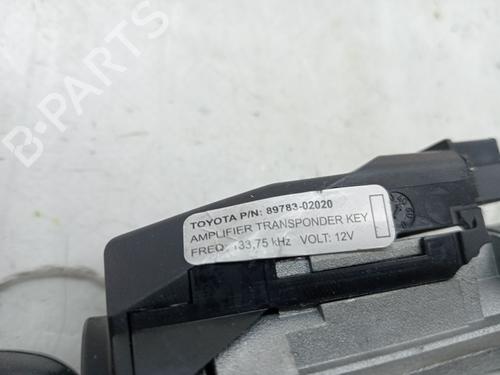 B-PARTS
TOYOTA P/N: 89783-02020
AMPLIFIER TRANSPONDER KEY
FREQ: 133,75 kHz VOLT: 12V